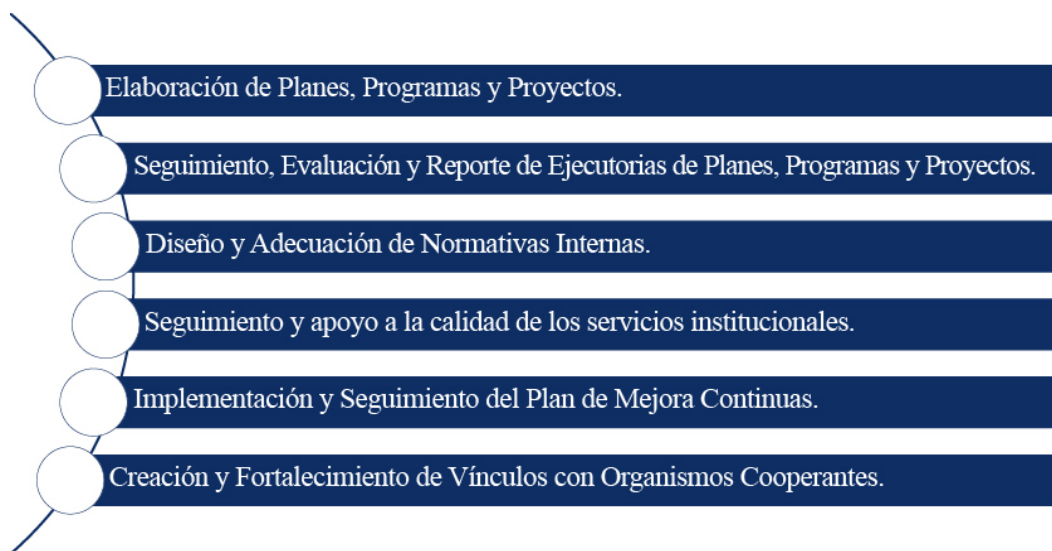 Elaboración de Planes, Programas y Proyectos.
Seguimiento, Evaluación y Reporte de Ejecutorias de Planes, Programas y Proyectos.
Diseño y Adecuación de Normativas Internas.
Seguimiento y apoyo a la calidad de los servicios institucionales.
Implementación y Seguimiento del Plan de Mejora Continuas.
Creación y Fortalecimiento de Vínculos con Organismos Cooperantes.